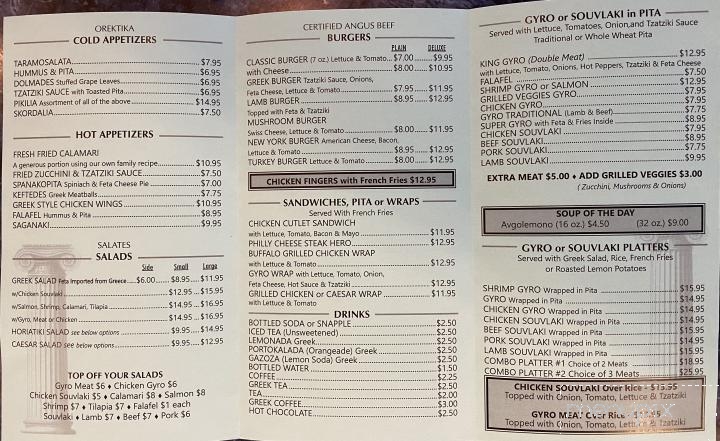 OREKTIKA
COLD APPETIZERS
TARAMOSALATA $7.95
HUMMUS & PITA $6.95
DOLMADES Stuffed Grape Leaves $6.95
TZATZIKI SAUCE with Toasted Pita $6.95
PIKILIA Assortment of all of the above $14.95
SKORDALIA $7.50
HOT APPETIZERS
FRESH FRIED CALAMARI
A generous portion using our own family recipe $10.95
FRIED ZUCCHINI & TZATZIKI SAUCE $7.50
SPANAKOPITA Spiniach & Feta Cheese Pie $7.00
KEFTEDES Greek Meatballs $7.75
GREEK STYLE CHICKEN WINGS $10.95
FALAFEL Hummus & Pita $8.95
SAGANAKI $9.95
SALATES
SALADS
Side Small Large
GREEK SALAD Feta Imported from Greece $6.00 $8.95 $11.95
w/Chicken Souvlaki $12.95 $15.95
w/Salmon, Shrimp, Calamari, Tilapia $14.95 $16.95
w/Gyro, Meat or Chicken $14.95 $16.95
HORIATIKI SALAD see below options $9.95 $14.95
CAESAR SALAD see below options $9.95 $12.95
TOP OFF YOUR SALADS
Gyro Meat $6 ♦ Chicken Gyro $6
Chicken Souvlaki $5 ♦ Calamari $8 ♦ Salmon $8
Shrimp $7 ♦ Tilapia $7 ♦ Falafel $1 each
Souvlaki ♦ Lamb $7 ♦ Beef $7 ♦ Pork $6
CERTIFIED ANGUS BEEF
BURGERS
PLAIN DELUXE
CLASSIC BURGER (7 oz.) Lettuce & Tomato $7.00 $9.95
with Cheese $8.00 $10.95
GREEK BURGER Tzatziki Sauce, Onions,
Feta Cheese, Lettuce & Tomato $7.95 $11.95
LAMB BURGER $8.95 $12.95
Topped with Feta & Tzatziki
MUSHROOM BURGER
Swiss Cheese, Lettuce & Tomato $8.00 $11.95
NEW YORK BURGER American Cheese, Bacon,
Lettuce & Tomato $8.95 $12.95
TURKEY BURGER Lettuce & Tomato $8.00 $12.95
CHICKEN FINGERS with French Fries $12.95
SANDWICHES, PITA or WRAPS
Served With French Fries
CHICKEN CUTLET SANDWICH
with Lettuce, Tomato, Bacon & Mayo $11.95
PHILLY CHEESE STEAK HERO $12.95
BUFFALO GRILLED CHICKEN WRAP
with Lettuce & Tomato $12.95
GYRO WRAP with Lettuce, Tomato, Onion,
Feta Cheese, Hot Sauce & Tzatziki $12.95
GRILLED CHICKEN or CAESAR WRAP $11.95
with Lettuce & Tomato
DRINKS
BOTTLED SODA or SNAPPLE $2.50
ICED TEA (Unsweetened) $2.50
LEMONADA Greek $2.50
PORTOKALADA (Orangeade) Greek $2.50
GAZOZA (Lemon Soda) Greek $2.50
BOTTLED WATER $1.50
COFFEE $2.25
GREEK TEA $2.50
TEA $2.00
GREEK COFFEE $3.00
HOT CHOCOLATE $2.50
GYRO or SOUVLAKI in PITA
Served with Lettuce, Tomatoes, Onion,and Tzatziki Sauce
Traditional or Whole Wheat Pita
KING GYRO (Double Meat) $12.95
with Lettuce, Tomato, Onions, Hot Peppers, Tzatziki & Feta Cheese
FALAFEL $7.50
SHRIMP GYRO or SALMON $12.95
GRILLED VEGGIES GYRO $7.95
CHICKEN GYRO $7.95
GYRO TRADITIONAL (Lamb & Beef) $7.75
SUPER GYRO with Feta & Fries Inside $8.95
CHICKEN SOUVLAKI $7.95
BEEF SOUVLAKI $8.95
PORK SOUVLAKI $7.75
LAMB SOUVLAKI $9.95
EXTRA MEAT $5.00 ♦ ADD GRILLED VEGGIES $3.00
( Zucchini, Mushrooms & Onions)
SOUP OF THE DAY
Avgolemono (16 oz.) $4.50 (32 oz.) $9.00
GYRO or SOUVLAKI PLATTERS
Served with Greek Salad, Rice, French Fries
or Roasted Lemon Potatoes
SHRIMP GYRO Wrapped in Pita $15.95
GYRO Wrapped in Pita $14.95
CHICKEN GYRO Wrapped in Pita $14.95
CHICKEN SOUVLAKI Wrapped in Pita $14.95
BEEF SOUVLAKI Wrapped in Pita $15.95
PORK SOUVLAKI Wrapped in Pita $14.95
LAMB SOUVLAKI Wrapped in Pita $15.95
COMBO PLATTER #1 Choice of 2 Meats $18.95
COMBO PLATTER #2 Choice of 3 Meats $25.95
CHICKEN SOUVLAKI Over Rice - $15.95
Topped with Onion, Tomato, Lettuce & Tzatziki
GYRO MEAT Over Rice
Topped with Onion, Tomato, Lettuce & Tzatziki